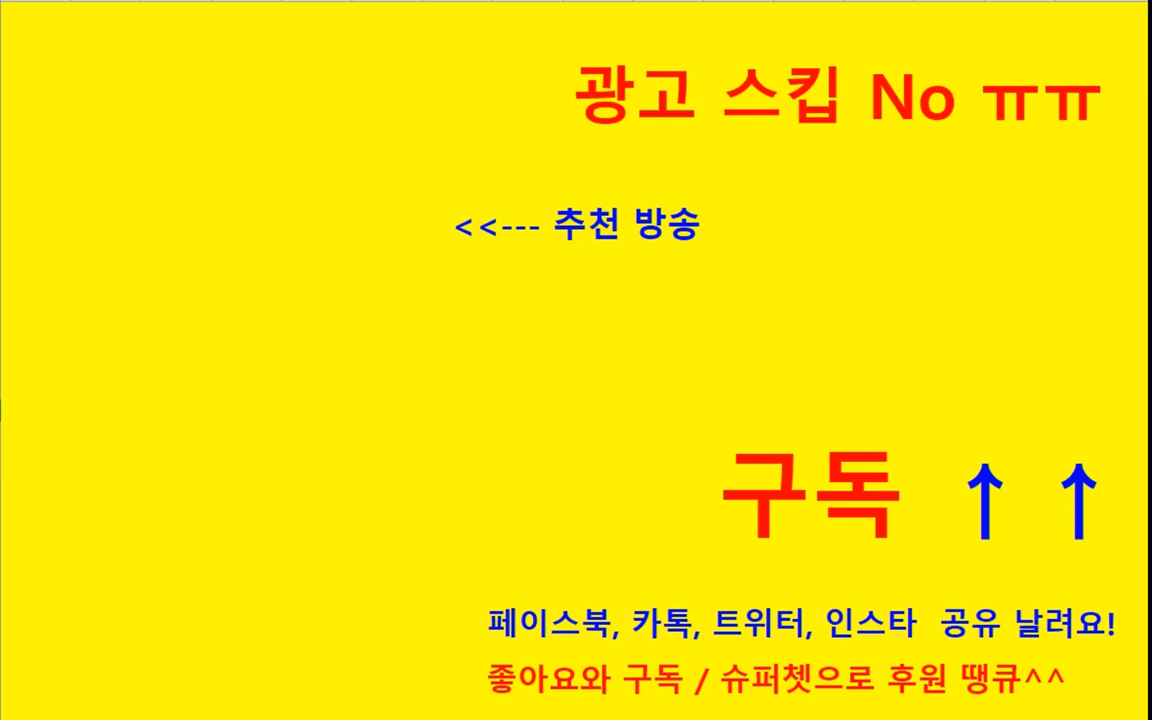 광고 스킵 No ㅠㅠ
<<--- 추천 방송
구독 ↑ ↑
페이스북, 카톡, 트위터, 인스타 공유 날려요!
좋아요와 구독 / 슈퍼쳇으로 후원 땡큐^^